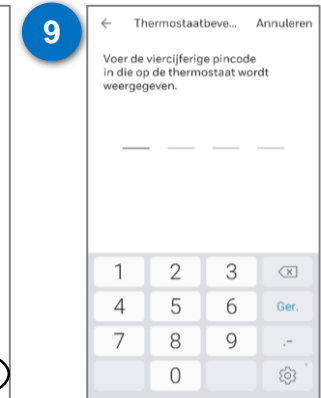 9
← Thermostaatbeve... Annuleren
Voer de viercijferige pincode
in die op de thermostaat wordt
weergegeven.
1 2 3
4 5 6 Ger.
7 8 9 .-
0